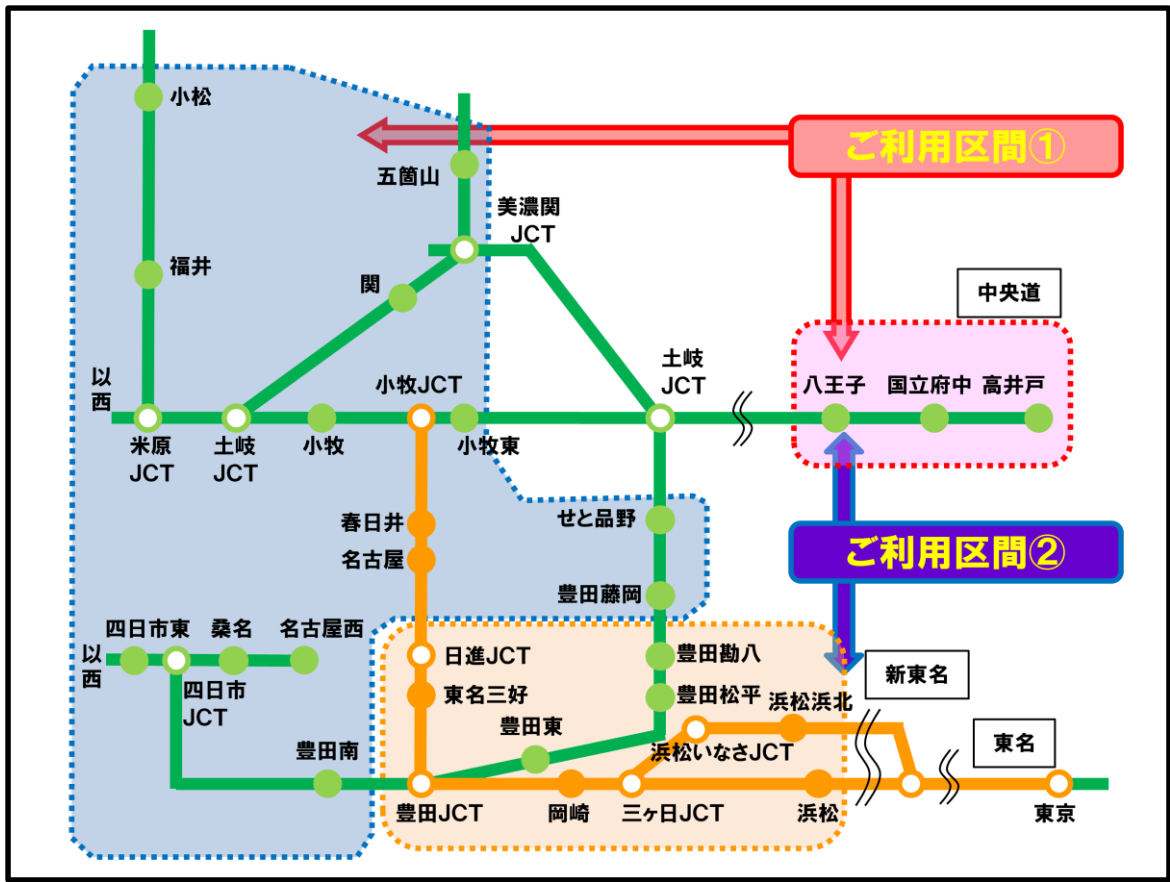 小松
ご利用区間①
五箇山
美濃関
JCT
福井
関
中央道
以
西
小牧JCT
土岐
JCT
八王子
国立府中
高井戸
米原
JCT
土岐
JCT
小牧
小牧東
春日井
名古屋
せと品野
ご利用区間②
豊田藤岡
以
西
四日市東
桑名
名古屋西
四日市
JCT
日進JCT
豊田勘八
新東名
東名三好
豊田松平
浜松浜北
豊田南
豊田東
浜松いなさJCT
東名
豊田JCT
岡崎
三ヶ日JCT
浜松
東京